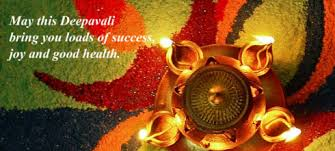 May this Deepavali
bring you loads of success,
joy and good health.